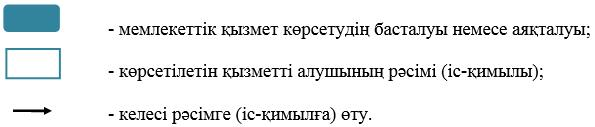 - мемлекеттік қызмет көрсетудің басталуы немесе аяқталуы;
- көрсетілетін қызметті алушының рәсімі (іс-қимылы);
- келесі рәсімге (іс-қимылға) өту.